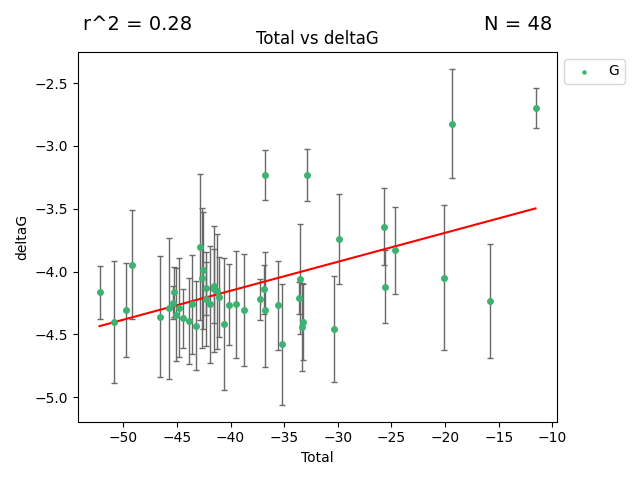 r^2 = 0.28
N = 48
Total vs deltaG
G
−2.5
−3.0
−3.5
−4.0
−4.5
−5.0
deltaG
−50
−45
−40
−35
−30
−25
−20
−15
−10
Total